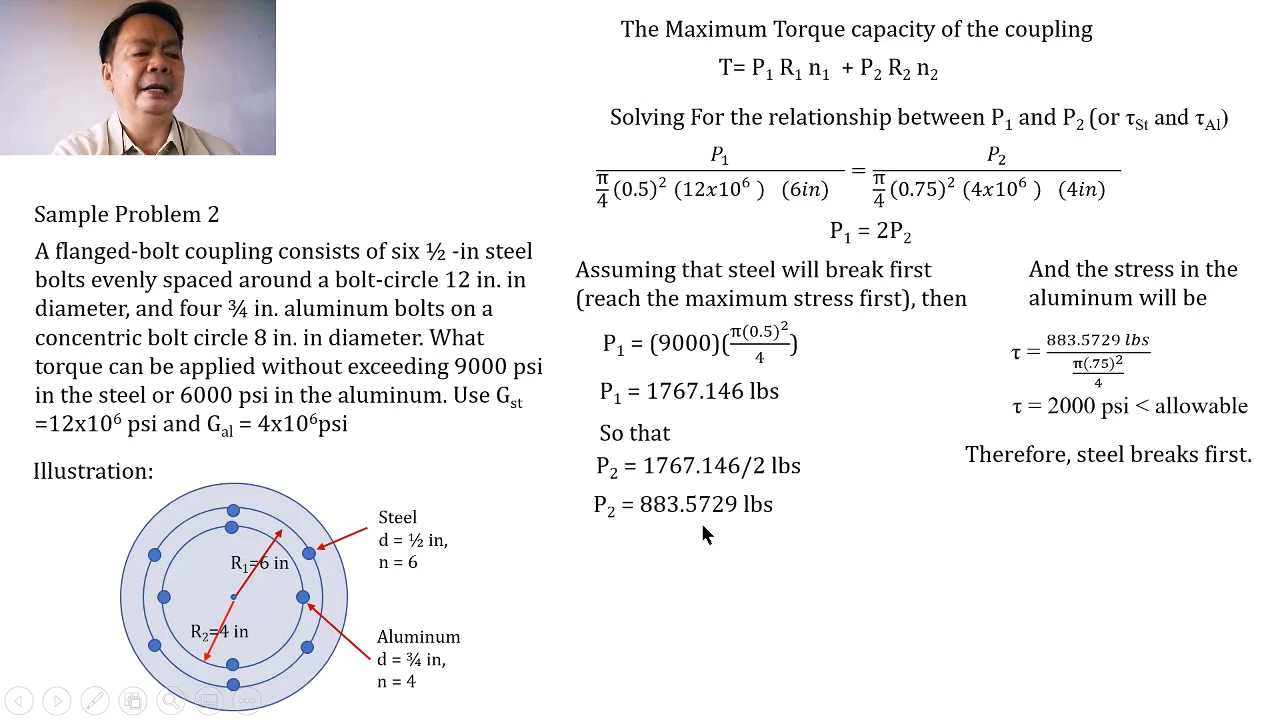 The Maximum Torque capacity of the coupling
T= P₁ R₁ n₁ + P₂ R₂ n₂
Solving For the relationship between P₁ and P₂ (or τ_St and τ_Al)
P₁ / (π/4 (0.5)² (12x10⁶ ) (6in)) = P₂ / (π/4 (0.75)² (4x10⁶ ) (4in))
P₁ = 2P₂
Sample Problem 2
A flanged-bolt coupling consists of six ½ -in steel
bolts evenly spaced around a bolt-circle 12 in. in
diameter, and four ¾ in. aluminum bolts on a
concentric bolt circle 8 in. in diameter. What
torque can be applied without exceeding 9000 psi
in the steel or 6000 psi in the aluminum. Use G_st
=12x10⁶ psi and G_al = 4x10⁶psi
Illustration:
Steel
d = ½ in,
n = 6
R₁=6 in
R₂=4 in
Aluminum
d = ¾ in,
n = 4
Assuming that steel will break first
(reach the maximum stress first), then
P₁ = (9000)(π(0.5)²/4)
P₁ = 1767.146 lbs
So that
P₂ = 1767.146/2 lbs
P₂ = 883.5729 lbs
And the stress in the
aluminum will be
τ = 883.5729 lbs / (π(.75)²/4)
τ = 2000 psi < allowable
Therefore, steel breaks first.